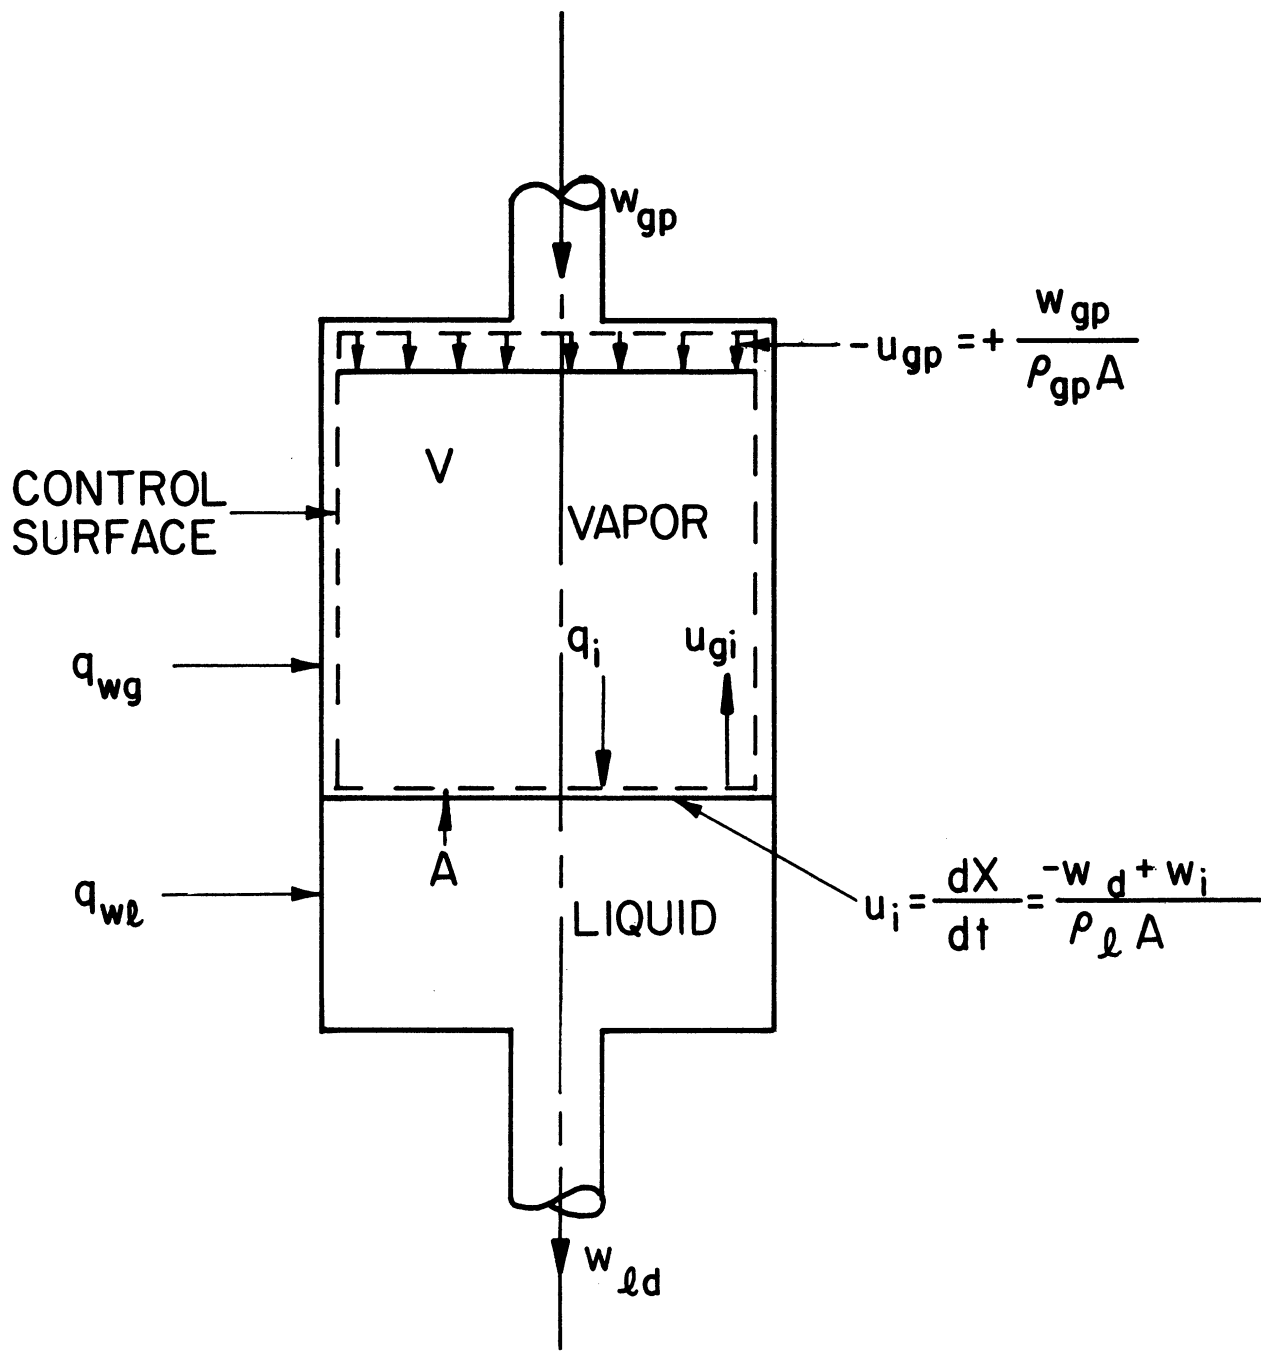 w_gp
-u_gp = + w_gp / ρ_gp A
V
CONTROL
SURFACE
VAPOR
q_i
u_gi
q_wg
A
q_wℓ
LIQUID
u_i = dX/dt = (-w_d + w_i) / (ρ_ℓ A)
w_ℓd